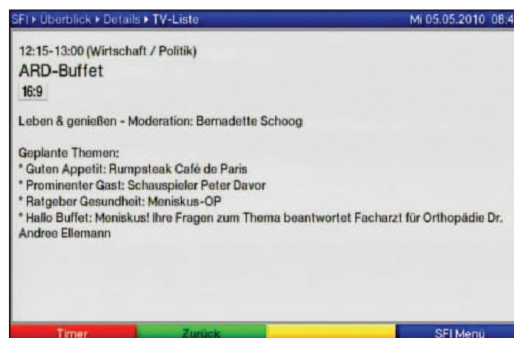 SFI ▸ Überblick ▸ Details ▸ TV-Liste Mi 05.05.2010 08:4
12:15-13:00 (Wirtschaft / Politik)
ARD-Buffet
16:9
Leben & genießen - Moderation: Bernadette Schoog
Geplante Themen:
* Guten Appetit: Rumpsteak Café de Paris
* Prominenter Gast: Schauspieler Peter Davor
* Ratgeber Gesundheit: Meniskus-OP
* Hallo Buffet: Meniskus! Ihre Fragen zum Thema beantwortet Facharzt für Orthopädie Dr.
Andree Ellemann
Timer Zurück SFI Menü